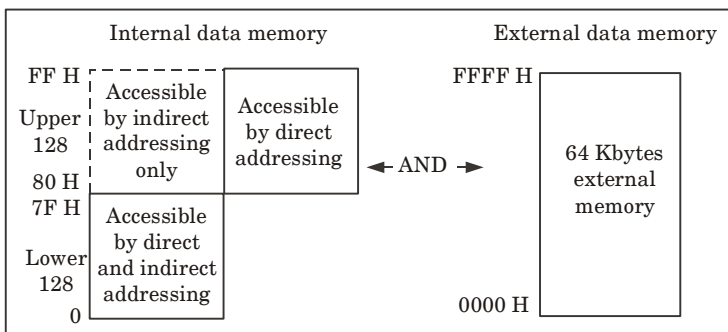 Internal data memory
External data memory
FF H
Upper
128
80 H
7F H
Lower
128
0
Accessible
by indirect
addressing
only
Accessible
by direct
addressing
Accessible
by direct
and indirect
addressing
AND
FFFF H
64 Kbytes
external
memory
0000 H